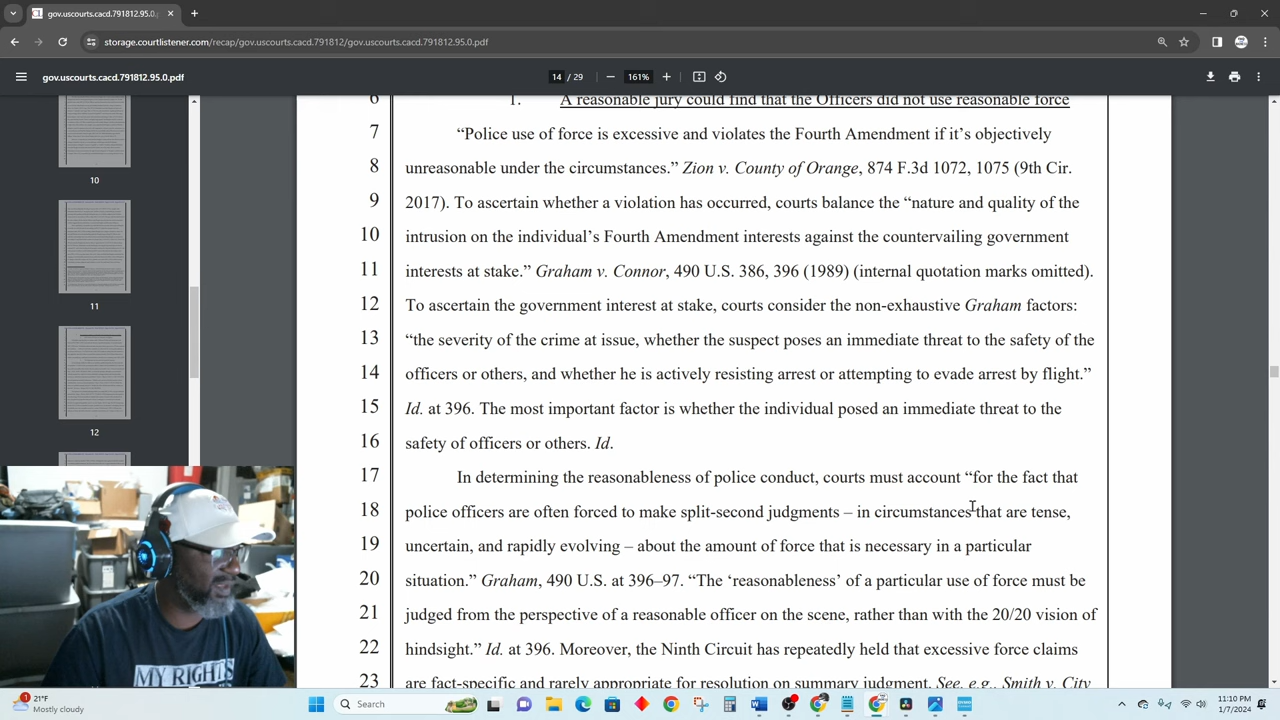 gov.uscourts.cacd.791812.95.0.pdf
storage.courtlistener.com/recap/gov.uscourts.cacd.791812/gov.uscourts.cacd.791812.95.0.pdf
gov.uscourts.cacd.791812.95.0.pdf
14 / 29
161%
10
11
12
6 1. A reasonable jury could find that the Officers did not use reasonable force
7 “Police use of force is excessive and violates the Fourth Amendment if it’s objectively
8 unreasonable under the circumstances.” Zion v. County of Orange, 874 F.3d 1072, 1075 (9th Cir.
9 2017). To ascertain whether a violation has occurred, courts balance the “nature and quality of the
10 intrusion on the individual’s Fourth Amendment interests against the countervailing government
11 interests at stake.” Graham v. Connor, 490 U.S. 386, 396 (1989) (internal quotation marks omitted).
12 To ascertain the government interest at stake, courts consider the non-exhaustive Graham factors:
13 “the severity of the crime at issue, whether the suspect poses an immediate threat to the safety of the
14 officers or others, and whether he is actively resisting arrest or attempting to evade arrest by flight.”
15 Id. at 396. The most important factor is whether the individual posed an immediate threat to the
16 safety of officers or others. Id.
17 In determining the reasonableness of police conduct, courts must account “for the fact that
18 police officers are often forced to make split-second judgments – in circumstances that are tense,
19 uncertain, and rapidly evolving – about the amount of force that is necessary in a particular
20 situation.” Graham, 490 U.S. at 396–97. “The ‘reasonableness’ of a particular use of force must be
21 judged from the perspective of a reasonable officer on the scene, rather than with the 20/20 vision of
22 hindsight.” Id. at 396. Moreover, the Ninth Circuit has repeatedly held that excessive force claims
23 are fact-specific and rarely appropriate for resolution on summary judgment. See, e.g., Smith v. City
MY RIGHTS
1
21°F
Mostly cloudy
Search
11:10 PM
1/7/2024